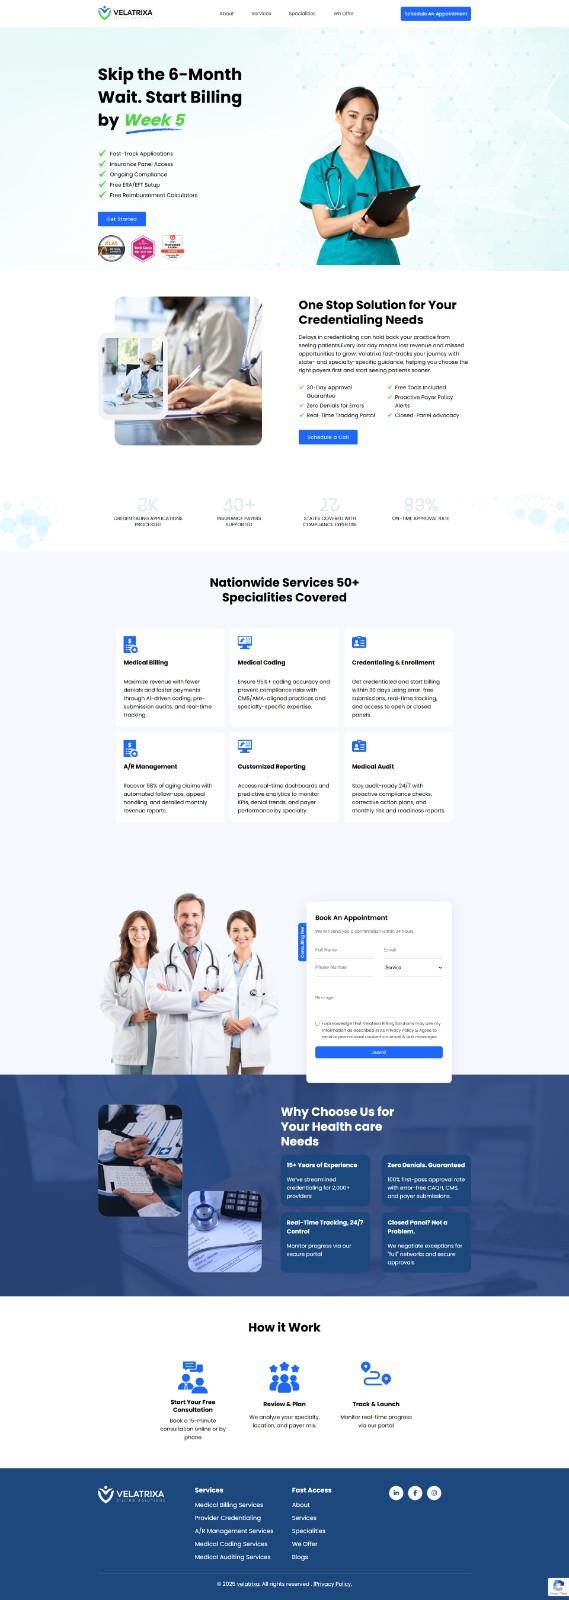 VELATRIXA
About
Services
Specialities
We Offer
Schedule An Appointment
Skip the 6-Month
Wait. Start Billing
by Week 5
Fast-Track Applications
Insurance Panel Access
Ongoing Compliance
Free ERA/EFT Setup
Free Reimbursement Calculators
Get Started
One Stop Solution for Your
Credentialing Needs
Delays in credentialing can hold back your practice from
seeing patients.Every lost day means lost revenue and missed
opportunities to grow. Velatrixa fast-tracks your journey with
state- and specialty-specific guidance, helping you choose the
right payers first and start seeing patients sooner.
30-Day Approval
Guarantee
Zero Denials for Errors
Real-Time Tracking Portal
Free Tools Included
Proactive Payer Policy
Alerts
Closed-Panel Advocacy
Schedule a Call
CREDENTIALING APPLICATIONS
PROCESSED
INSURANCE PAYERS
SUPPORTED
STATES COVERED WITH
COMPLIANCE EXPERTISE
ON-TIME APPROVAL RATE
Nationwide Services 50+
Specialities Covered
Medical Billing
Maximize revenue with fewer
denials and faster payments
through AI-driven coding, pre-
submission audits, and real-time
tracking.
Medical Coding
Ensure 95%+ coding accuracy and
prevent compliance risks with
CMS/AMA-aligned practices and
specialty-specific expertise.
Credentialing & Enrollment
Get credentialed and start billing
within 30 days using error-free
submissions, real-time tracking,
and access to open or closed
panels.
A/R Management
Recover 98% of aging claims with
automated follow-ups, appeal
handling, and detailed monthly
revenue reports.
Customized Reporting
Access real-time dashboards and
predictive analytics to monitor
KPIs, denial trends, and payer
performance by specialty.
Medical Audit
Stay audit-ready 24/7 with
proactive compliance checks,
corrective action plans, and
monthly risk and readiness reports.
Consulting Fee
Book An Appointment
We will send you a confirmation within 24 hours.
Full Name
Email
Phone Number
Service
Message
I acknowledge that Velatrixa Billing Solutions may use my
information as described in its Privacy Policy & Agree to
receive promotional content via email & text messages.
Submit
Why Choose Us for
Your Health care
Needs
15+ Years of Experience
We've streamlined
credentialing for 2,000+
providers
Zero Denials. Guaranteed
100% first-pass approval rate
with error-free CAQH, CMS,
and payer submissions.
Real-Time Tracking, 24/7
Control
Monitor progress via our
secure portal
Closed Panel? Not a
Problem.
We negotiate exceptions for
"full" networks and secure
approvals
How it Work
Start Your Free
Consultation
Book a 15-minute
consultation online or by
phone
Review & Plan
We analyze your specialty,
location, and payer mix.
Track & Launch
Monitor real-time progress
via our portal
VELATRIXA
BILLING SOLUTIONS
Services
Medical Billing Services
Provider Credentialing
A/R Management Services
Medical Coding Services
Medical Auditing Services
Fast Access
About
Services
Specialities
We Offer
Blogs
© 2025 velatrixa. All rights reserved . |Privacy Policy.